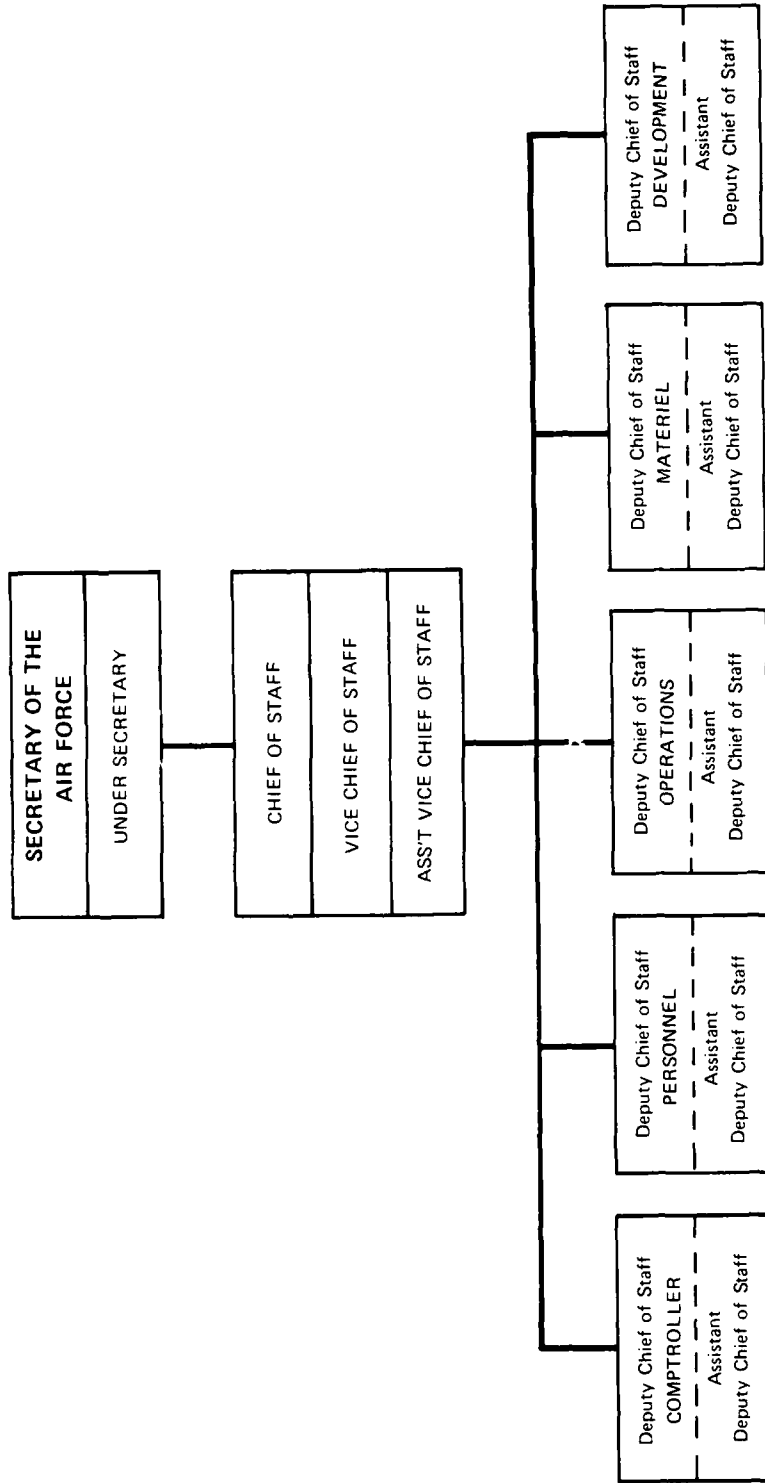 SECRETARY OF THE
AIR FORCE
UNDER SECRETARY
CHIEF OF STAFF
VICE CHIEF OF STAFF
ASS'T VICE CHIEF OF STAFF
Deputy Chief of Staff
COMPTROLLER
Assistant
Deputy Chief of Staff
Deputy Chief of Staff
PERSONNEL
Assistant
Deputy Chief of Staff
Deputy Chief of Staff
OPERATIONS
Assistant
Deputy Chief of Staff
Deputy Chief of Staff
MATERIEL
Assistant
Deputy Chief of Staff
Deputy Chief of Staff
DEVELOPMENT
Assistant
Deputy Chief of Staff